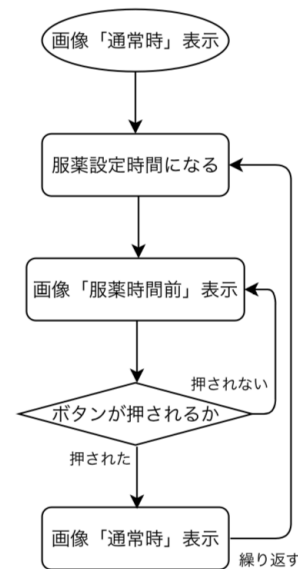 画像「通常時」表示
服薬設定時間になる
画像「服薬時間前」表示
押されない
ボタンが押されるか
押された
画像「通常時」表示
繰り返す